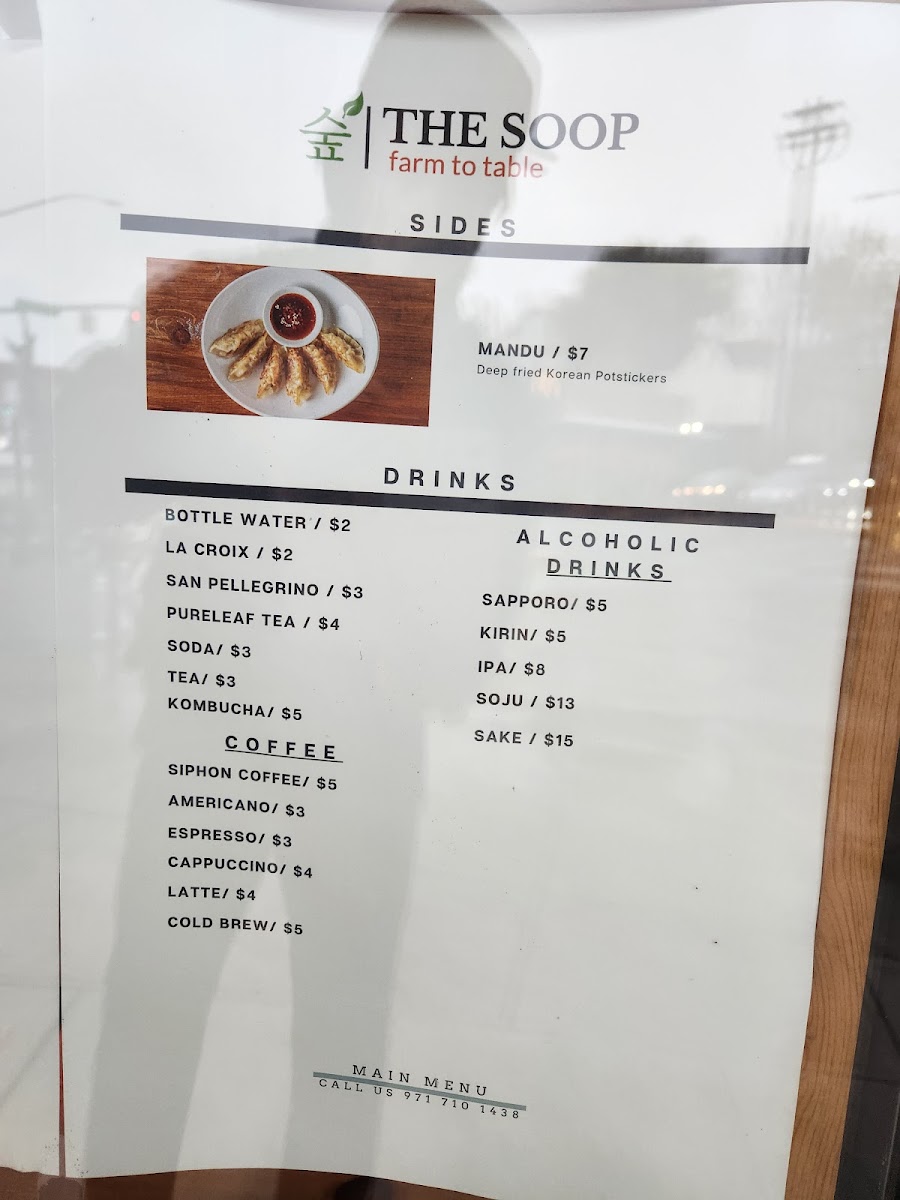 숲
THE SOOP
farm to table
SIDES
MANDU / $7
Deep fried Korean Potstickers
DRINKS
BOTTLE WATER / $2
LA CROIX / $2
SAN PELLEGRINO / $3
PURELEAF TEA / $4
SODA/ $3
TEA/ $3
KOMBUCHA/ $5
COFFEE
SIPHON COFFEE/ $5
AMERICANO/ $3
ESPRESSO/ $3
CAPPUCCINO/ $4
LATTE/ $4
COLD BREW/ $5
ALCOHOLIC
DRINKS
SAPPORO/ $5
KIRIN/ $5
IPA/ $8
SOJU / $13
SAKE / $15
MAIN MENU
CALL US 971 710 1438